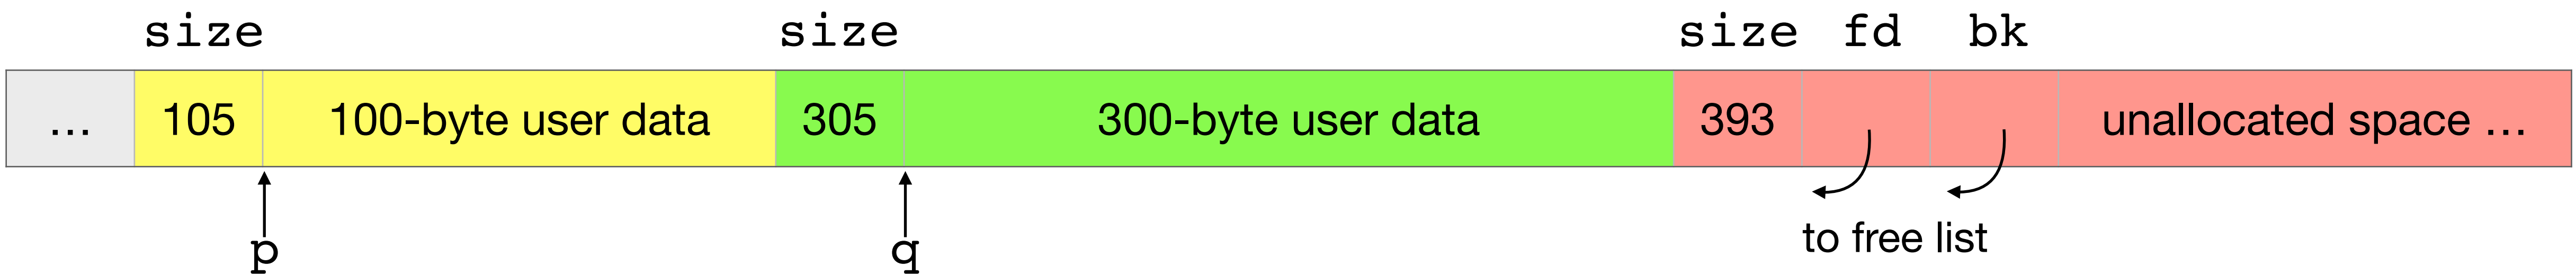 size size size fd bk
… 105 100-byte user data 305 300-byte user data 393 unallocated space …
p q to free list